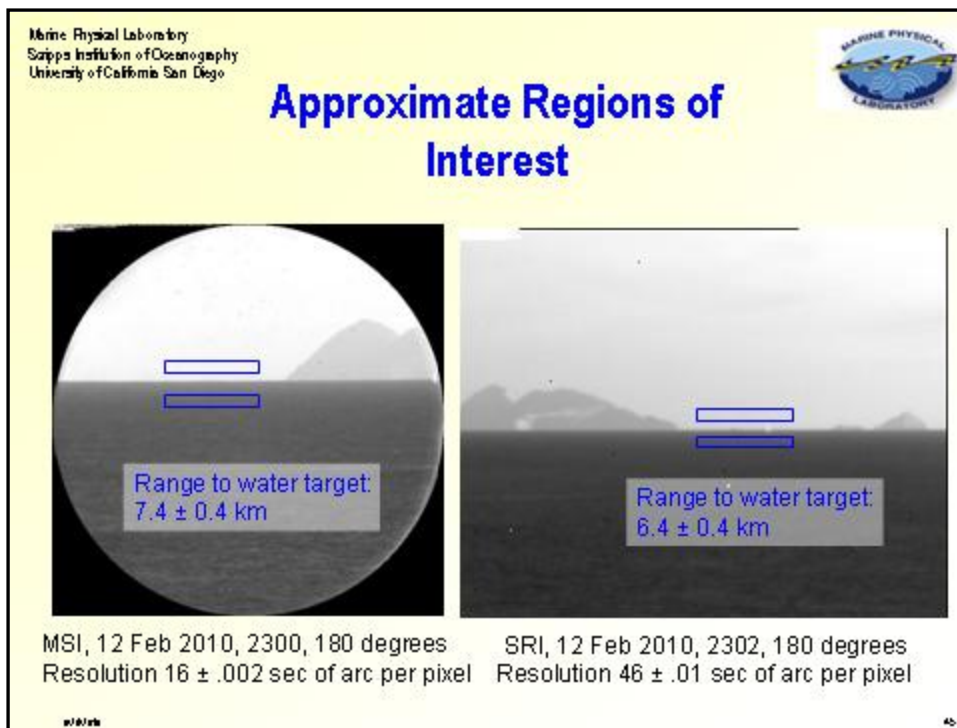 Marine Physical Laboratory
Scripps Institution of Oceanography
University of California San Diego
MARINE PHYSICAL
LABORATORY
Approximate Regions of
Interest
Range to water target:
7.4 ± 0.4 km
Range to water target:
6.4 ± 0.4 km
MSI, 12 Feb 2010, 2300, 180 degrees
Resolution 16 ± .002 sec of arc per pixel
SRI, 12 Feb 2010, 2302, 180 degrees
Resolution 46 ± .01 sec of arc per pixel